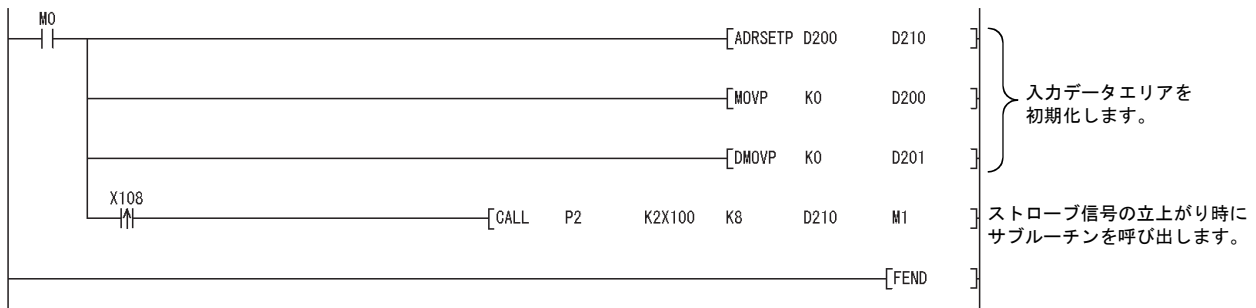 M0
[ADRSETP D200 D210 ]
[MOVP K0 D200 ]
入力データエリアを
初期化します。
[DMOVP K0 D201 ]
X108
[CALL P2 K2X100 K8 D210 M1 ]
ストローブ信号の立上がり時に
サブルーチンを呼び出します。
[FEND ]